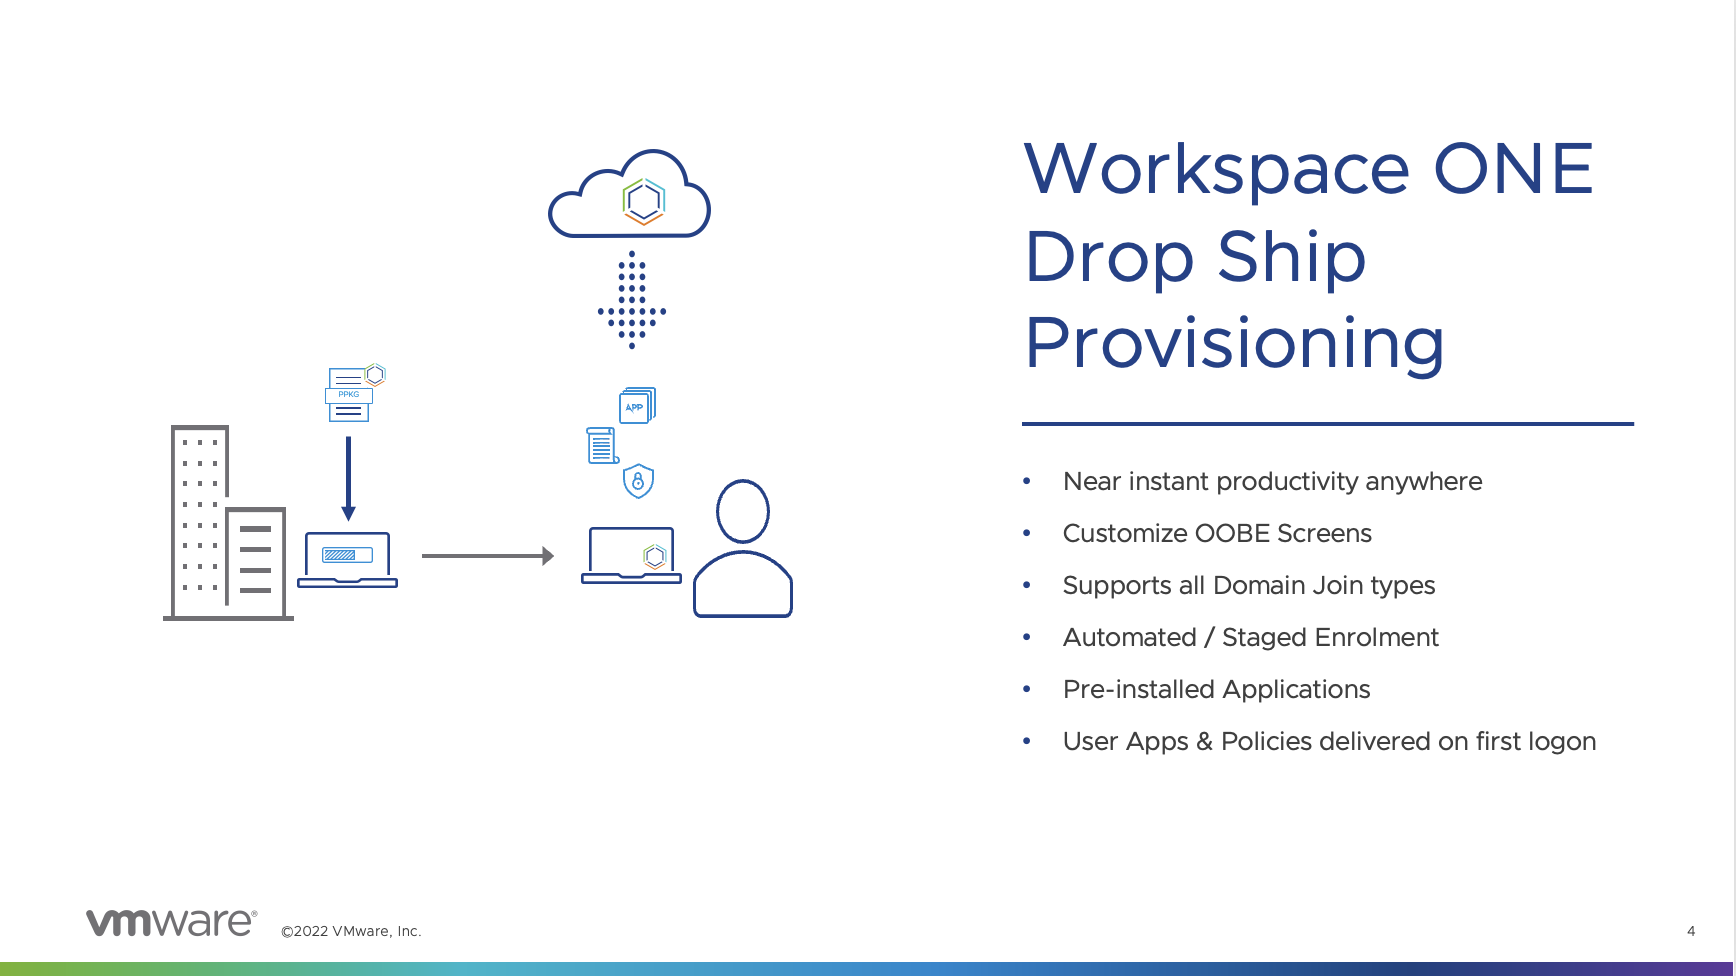 Workspace ONE
Drop Ship
Provisioning
PPKG
APP
• Near instant productivity anywhere
• Customize OOBE Screens
• Supports all Domain Join types
• Automated / Staged Enrolment
• Pre-installed Applications
• User Apps & Policies delivered on first logon
vmware®
©2022 VMware, Inc.
4